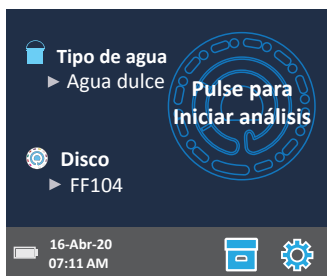 Tipo de agua
Agua dulce
Pulse para
Iniciar análisis
Disco
FF104
16-Abr-20
07:11 AM